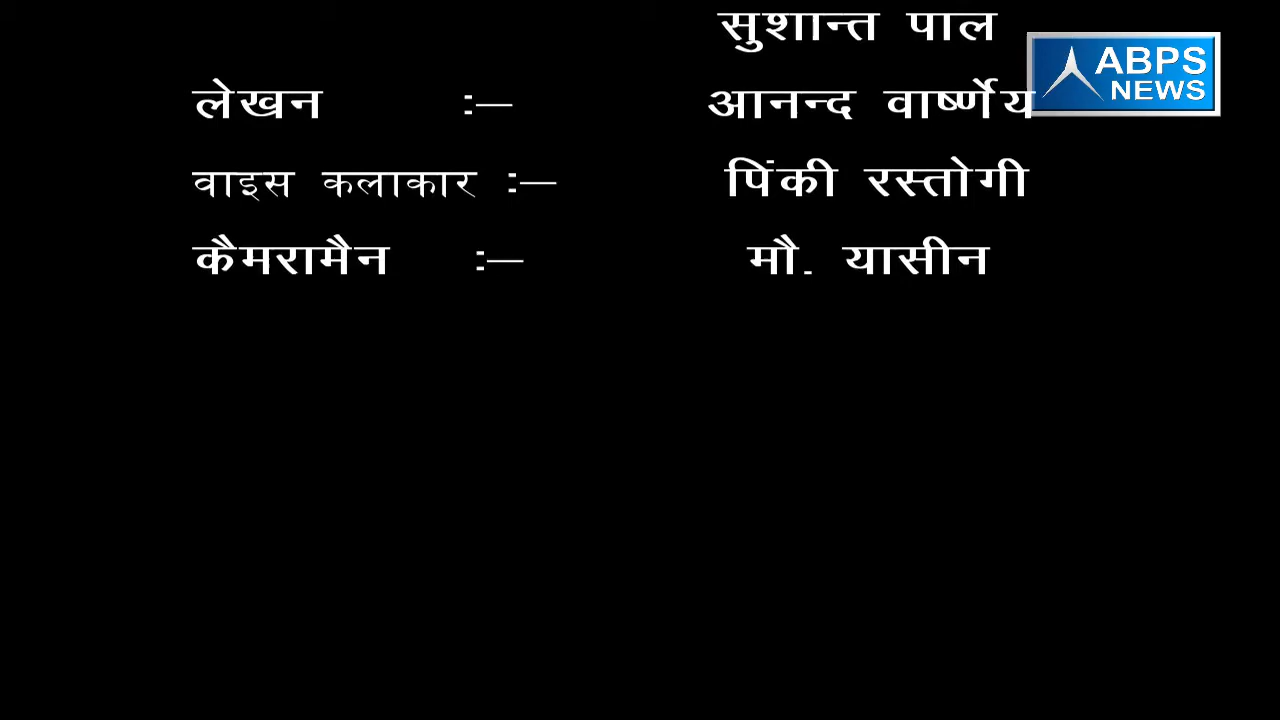 सुशान्त पाल
ABPS
NEWS
लेखन :— आनन्द वार्ष्णेय
वाइस कलाकार :— पिंकी रस्तोगी
कैमरामैन :— मौ. यासीन